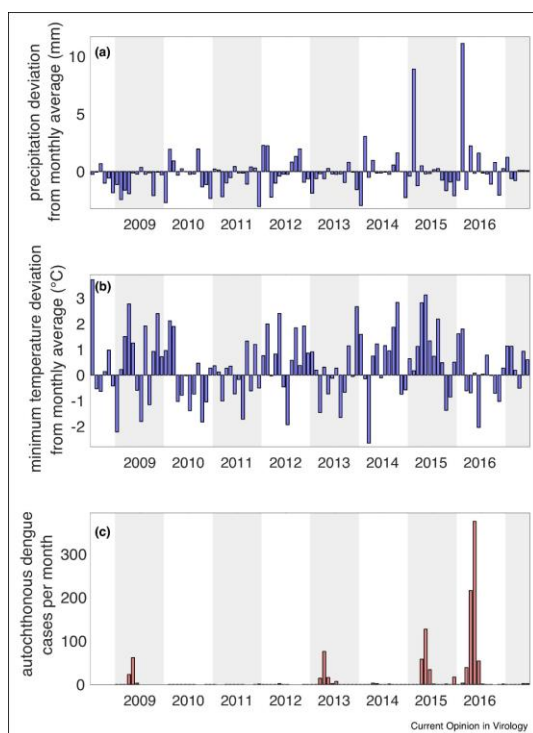 (a)
precipitation deviation
from monthly average (mm)
10
5
0
2009 2010 2011 2012 2013 2014 2015 2016
(b)
minimum temperature deviation
from monthly average (°C)
3
2
1
0
-1
-2
2009 2010 2011 2012 2013 2014 2015 2016
(c)
autochthonous dengue
cases per month
300
200
100
0
2009 2010 2011 2012 2013 2014 2015 2016
Current Opinion in Virology